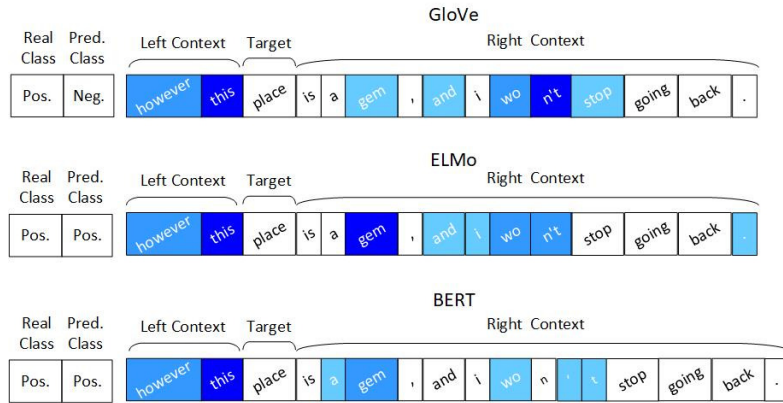 GloVe
Real Class Pred. Class Left Context Target Right Context
Pos. Neg. however this place is a gem , and i wo n't stop going back .
ELMo
Real Class Pred. Class Left Context Target Right Context
Pos. Pos. however this place is a gem , and i wo n't stop going back .
BERT
Real Class Pred. Class Left Context Target Right Context
Pos. Pos. however this place is a gem , and i wo n ' t stop going back .